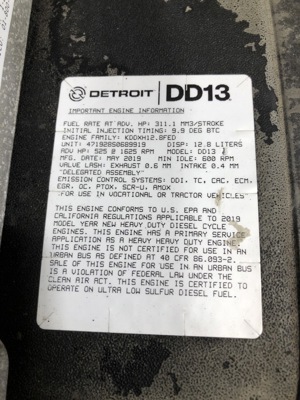 DETROIT DD13
IMPORTANT ENGINE INFORMATION
FUEL RATE AT ADV. HP: 311.1 MM3/STROKE
INITIAL INJECTION TIMING: 9.9 DEG BTC
ENGINE FAMILY: KDDXH12.8FED
UNIT: 471928S0689919 DISP: 12.8 LITERS
ADV HP 525 @ 1625 RPM MODEL: DD13
MFG. DATE: MAY 2019 MIN IDLE: 600 RPM
VALVE LASH: EXHAUST 0.6 MM INTAKE 0.4 MM
"DELEGATED ASSEMBLY"
EMISSION CONTROL SYSTEMS: DDI, TC, CAC, ECM,
EGR, OC, PTOX, SCR-U, AMOX
"FOR USE IN VOCATIONAL OR TRACTOR VEHICLES"
THIS ENGINE CONFORMS TO U.S. EPA AND
CALIFORNIA REGULATIONS APPLICABLE TO 2019
MODEL YEAR NEW HEAVY DUTY DIESEL CYCLE
ENGINES. THIS ENGINE HAS A PRIMARY SERVICE
APPLICATION AS A HEAVY HEAVY DUTY ENGINE.
THIS ENGINE IS NOT CERTIFIED FOR USE IN AN
URBAN BUS AS DEFINED AT 40 CFR 86.093-2.
SALE OF THIS ENGINE FOR USE IN AN URBAN BUS
IS A VIOLATION OF FEDERAL LAW UNDER THE
CLEAN AIR ACT. THIS ENGINE IS CERTIFIED TO
OPERATE ON ULTRA LOW SULFUR DIESEL FUEL.